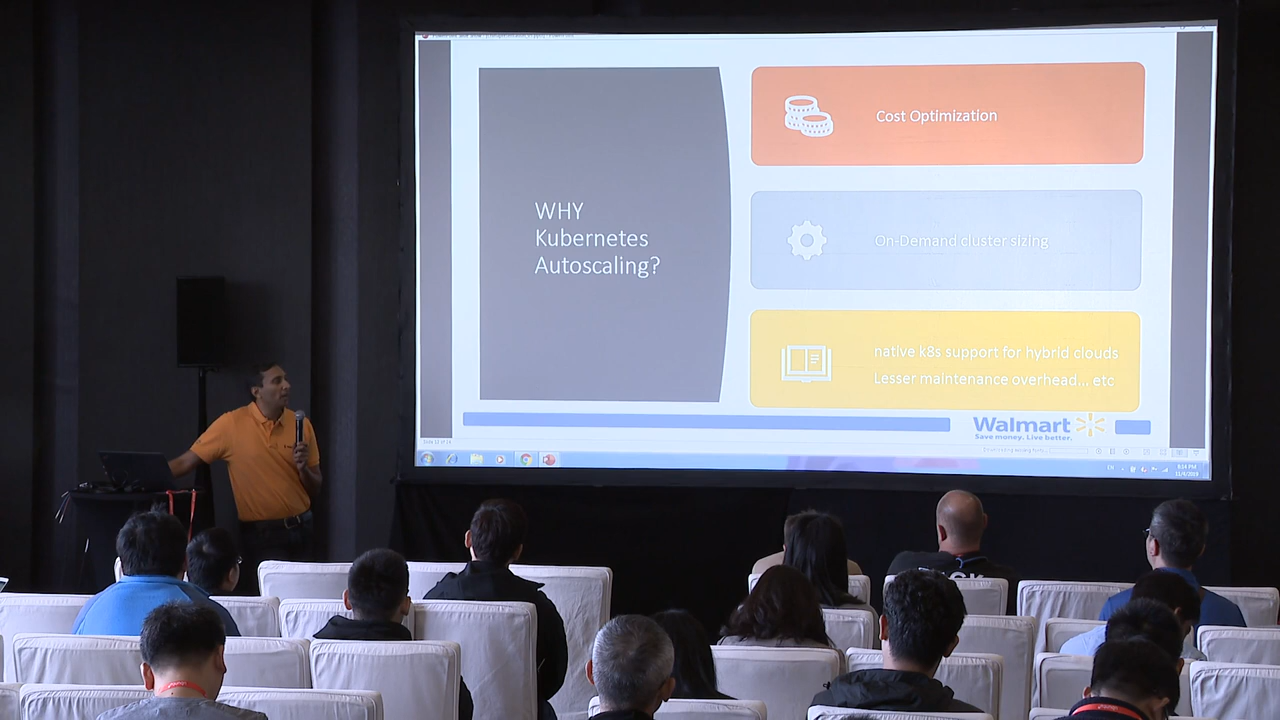 WHY
Kubernetes
Autoscaling?
Cost Optimization
On-Demand cluster sizing
native k8s support for hybrid clouds
Lesser maintenance overhead... etc
Walmart
Save money. Live better.